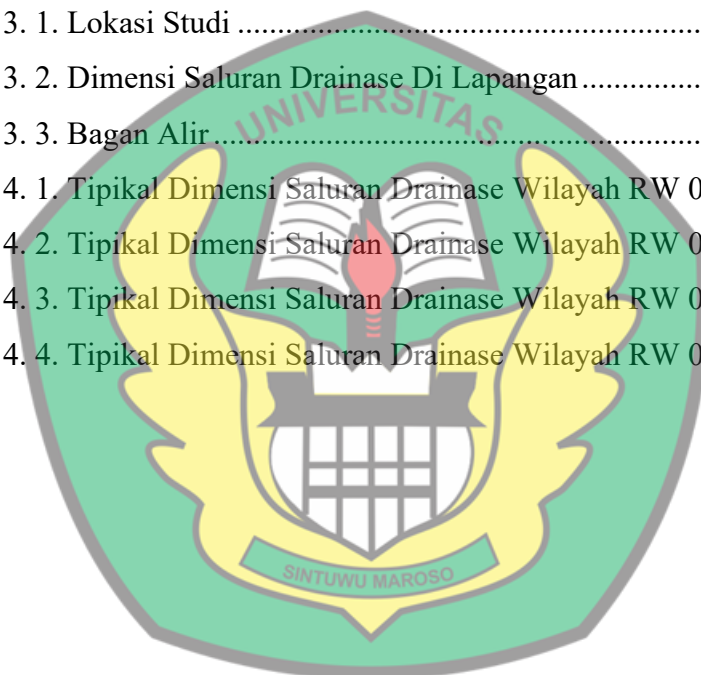 3. 1. Lokasi Studi ........................................................
3. 2. Dimensi Saluran Drainase Di Lapangan ..............
3. 3. Bagan Alir ............................................................
4. 1. Tipikal Dimensi Saluran Drainase Wilayah RW 0
4. 2. Tipikal Dimensi Saluran Drainase Wilayah RW 0
4. 3. Tipikal Dimensi Saluran Drainase Wilayah RW 0
4. 4. Tipikal Dimensi Saluran Drainase Wilayah RW 0
UNIVERSITAS
SINTUWU MAROSO